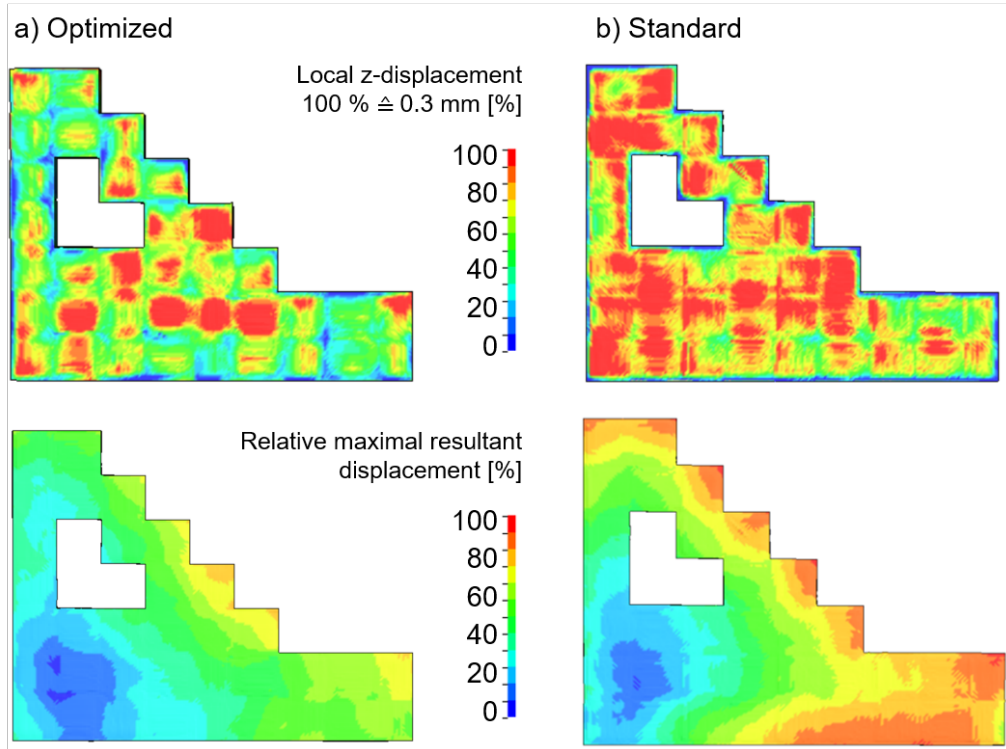 a) Optimized
b) Standard
Local z-displacement
100 % ≙ 0.3 mm [%]
100
80
60
40
20
0
Relative maximal resultant
displacement [%]
100
80
60
40
20
0